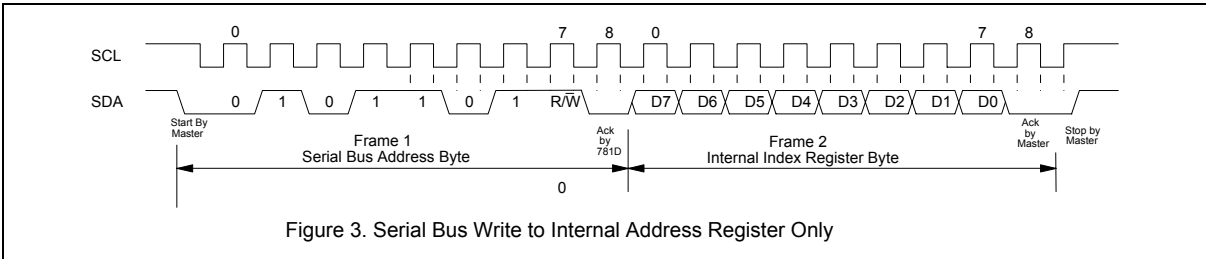 0 7 8 0 7 8
SCL
SDA 0 1 0 1 1 0 1 R/W̅ D7 D6 D5 D4 D3 D2 D1 D0
Start By
Master
Ack
by
781D
Ack
by
Master
Stop by
Master
Frame 1
Serial Bus Address Byte
Frame 2
Internal Index Register Byte
0
Figure 3. Serial Bus Write to Internal Address Register Only